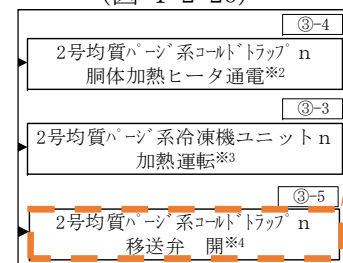 ③-4
2号均質ﾊﾟｰｼﾞ系ｺｰﾙﾄﾞﾄﾗｯﾌﾟn
胴体加熱ヒータ通電※2
③-3
2号均質ﾊﾟｰｼﾞ系冷凍機ユニットn
加熱運転※3
③-5
2号均質ﾊﾟｰｼﾞ系ｺｰﾙﾄﾞﾄﾗｯﾌﾟn
移送弁　開※4